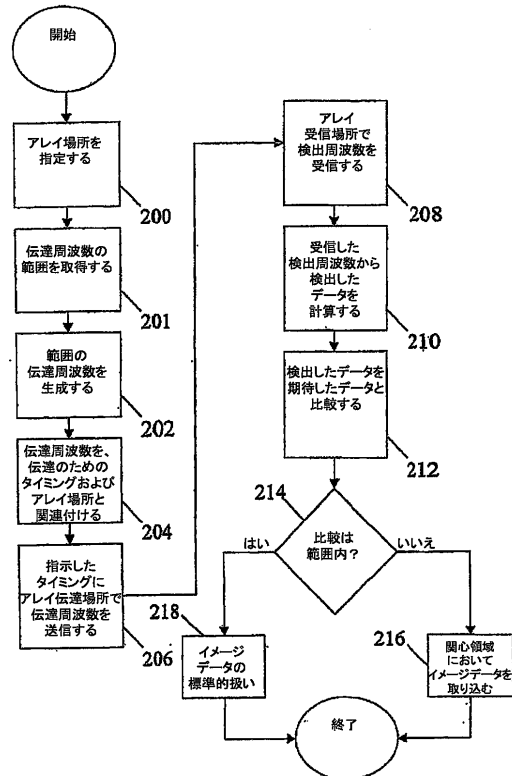 開始
アレイ場所を
指定する
200
伝達周波数の
範囲を取得する
201
範囲の
伝達周波数を
生成する
202
伝達周波数を、
伝達のための
タイミングおよび
アレイ場所と
関連付ける
204
指示した
タイミングに
アレイ伝達場所で
伝達周波数を
送信する
206
アレイ
受信場所で
検出周波数を
受信する
208
受信した
検出周波数から
検出した
データを
計算する
210
検出したデータを
期待したデータと
比較する
212
214
比較は
範囲内?
はい
いいえ
218
イメージ
データの
標準的扱い
216
関心領域
において
イメージデータを
取り込む
終了